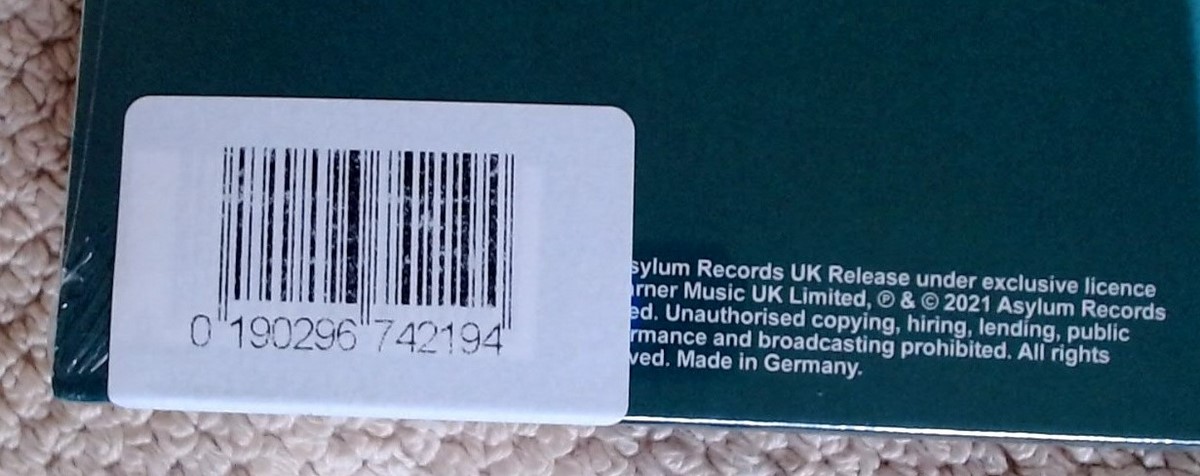 0 190296 742194
sylum Records UK Release under exclusive licence
rner Music UK Limited, ℗ & © 2021 Asylum Records
ed. Unauthorised copying, hiring, lending, public
rmance and broadcasting prohibited. All rights
ved. Made in Germany.